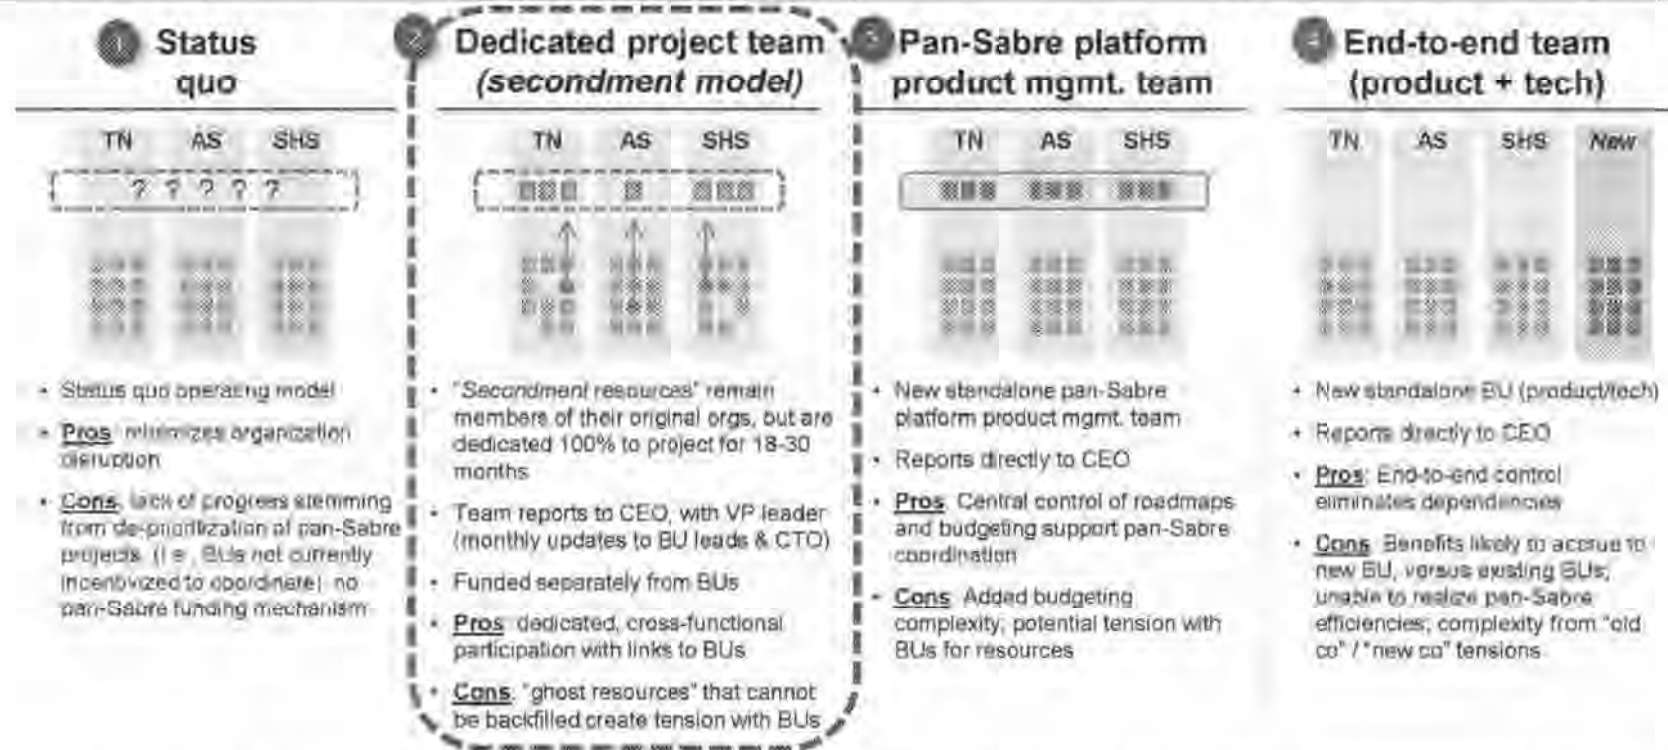 1 Status
quo
TN AS SHS
? ? ? ? ?
• Status quo operating model
• Pros: minimizes organization
disruption
• Cons: lack of progress stemming
from de-prioritization of pan-Sabre
projects (i.e., BUs not currently
incentivized to coordinate), no
pan-Sabre funding mechanism
2 Dedicated project team
(secondment model)
TN AS SHS
• "Secondment resources" remain
members of their original orgs, but are
dedicated 100% to project for 18-30
months
• Team reports to CEO, with VP leader
(monthly updates to BU leads & CTO)
• Funded separately from BUs
• Pros: dedicated, cross-functional
participation with links to BUs
• Cons: "ghost resources" that cannot
be backfilled create tension with BUs
3 Pan-Sabre platform
product mgmt. team
TN AS SHS
• New standalone pan-Sabre
platform product mgmt. team
• Reports directly to CEO
• Pros: Central control of roadmaps
and budgeting support pan-Sabre
coordination
• Cons: Added budgeting
complexity; potential tension with
BUs for resources
4 End-to-end team
(product + tech)
TN AS SHS New
• New standalone BU (product/tech)
• Reports directly to CEO
• Pros: End-to-end control
eliminates dependencies
• Cons: Benefits likely to accrue to
new BU, versus existing BUs;
unable to realize pan-Sabre
efficiencies; complexity from "old
co" / "new co" tensions